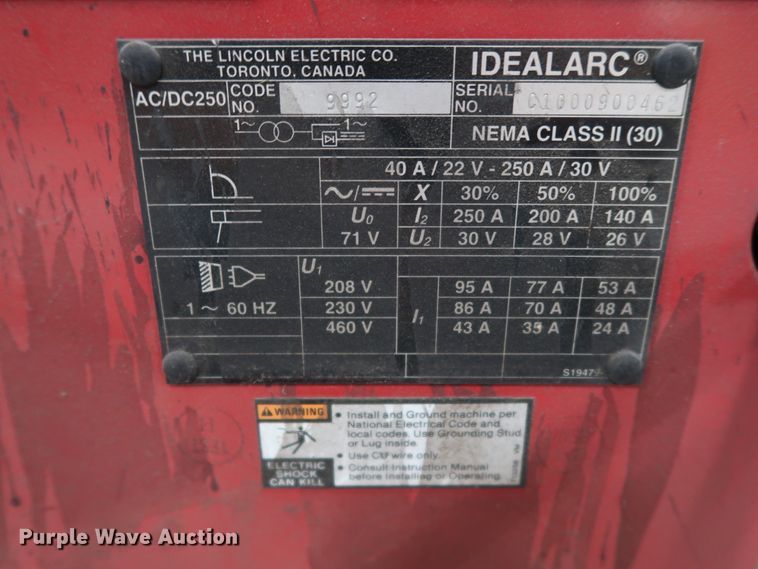 THE LINCOLN ELECTRIC CO.
TORONTO, CANADA
IDEALARC®
AC/DC250 CODE NO. 9992
SERIAL NO. C1000900462
1~ 1~
NEMA CLASS II (30)
40 A / 22 V - 250 A / 30 V
X 30% 50% 100%
U0 I2 250 A 200 A 140 A
71 V U2 30 V 28 V 26 V
U1
208 V 95 A 77 A 53 A
1 ~ 60 HZ 230 V I1 86 A 70 A 48 A
460 V 43 A 35 A 24 A
WARNING
ELECTRIC
SHOCK
CAN KILL
• Install and Ground machine per
National Electrical Code and
local codes. Use Grounding Stud
or Lug inside.
• Use CU wire only.
• Consult Instruction Manual
before Installing or Operating.
Purple Wave Auction